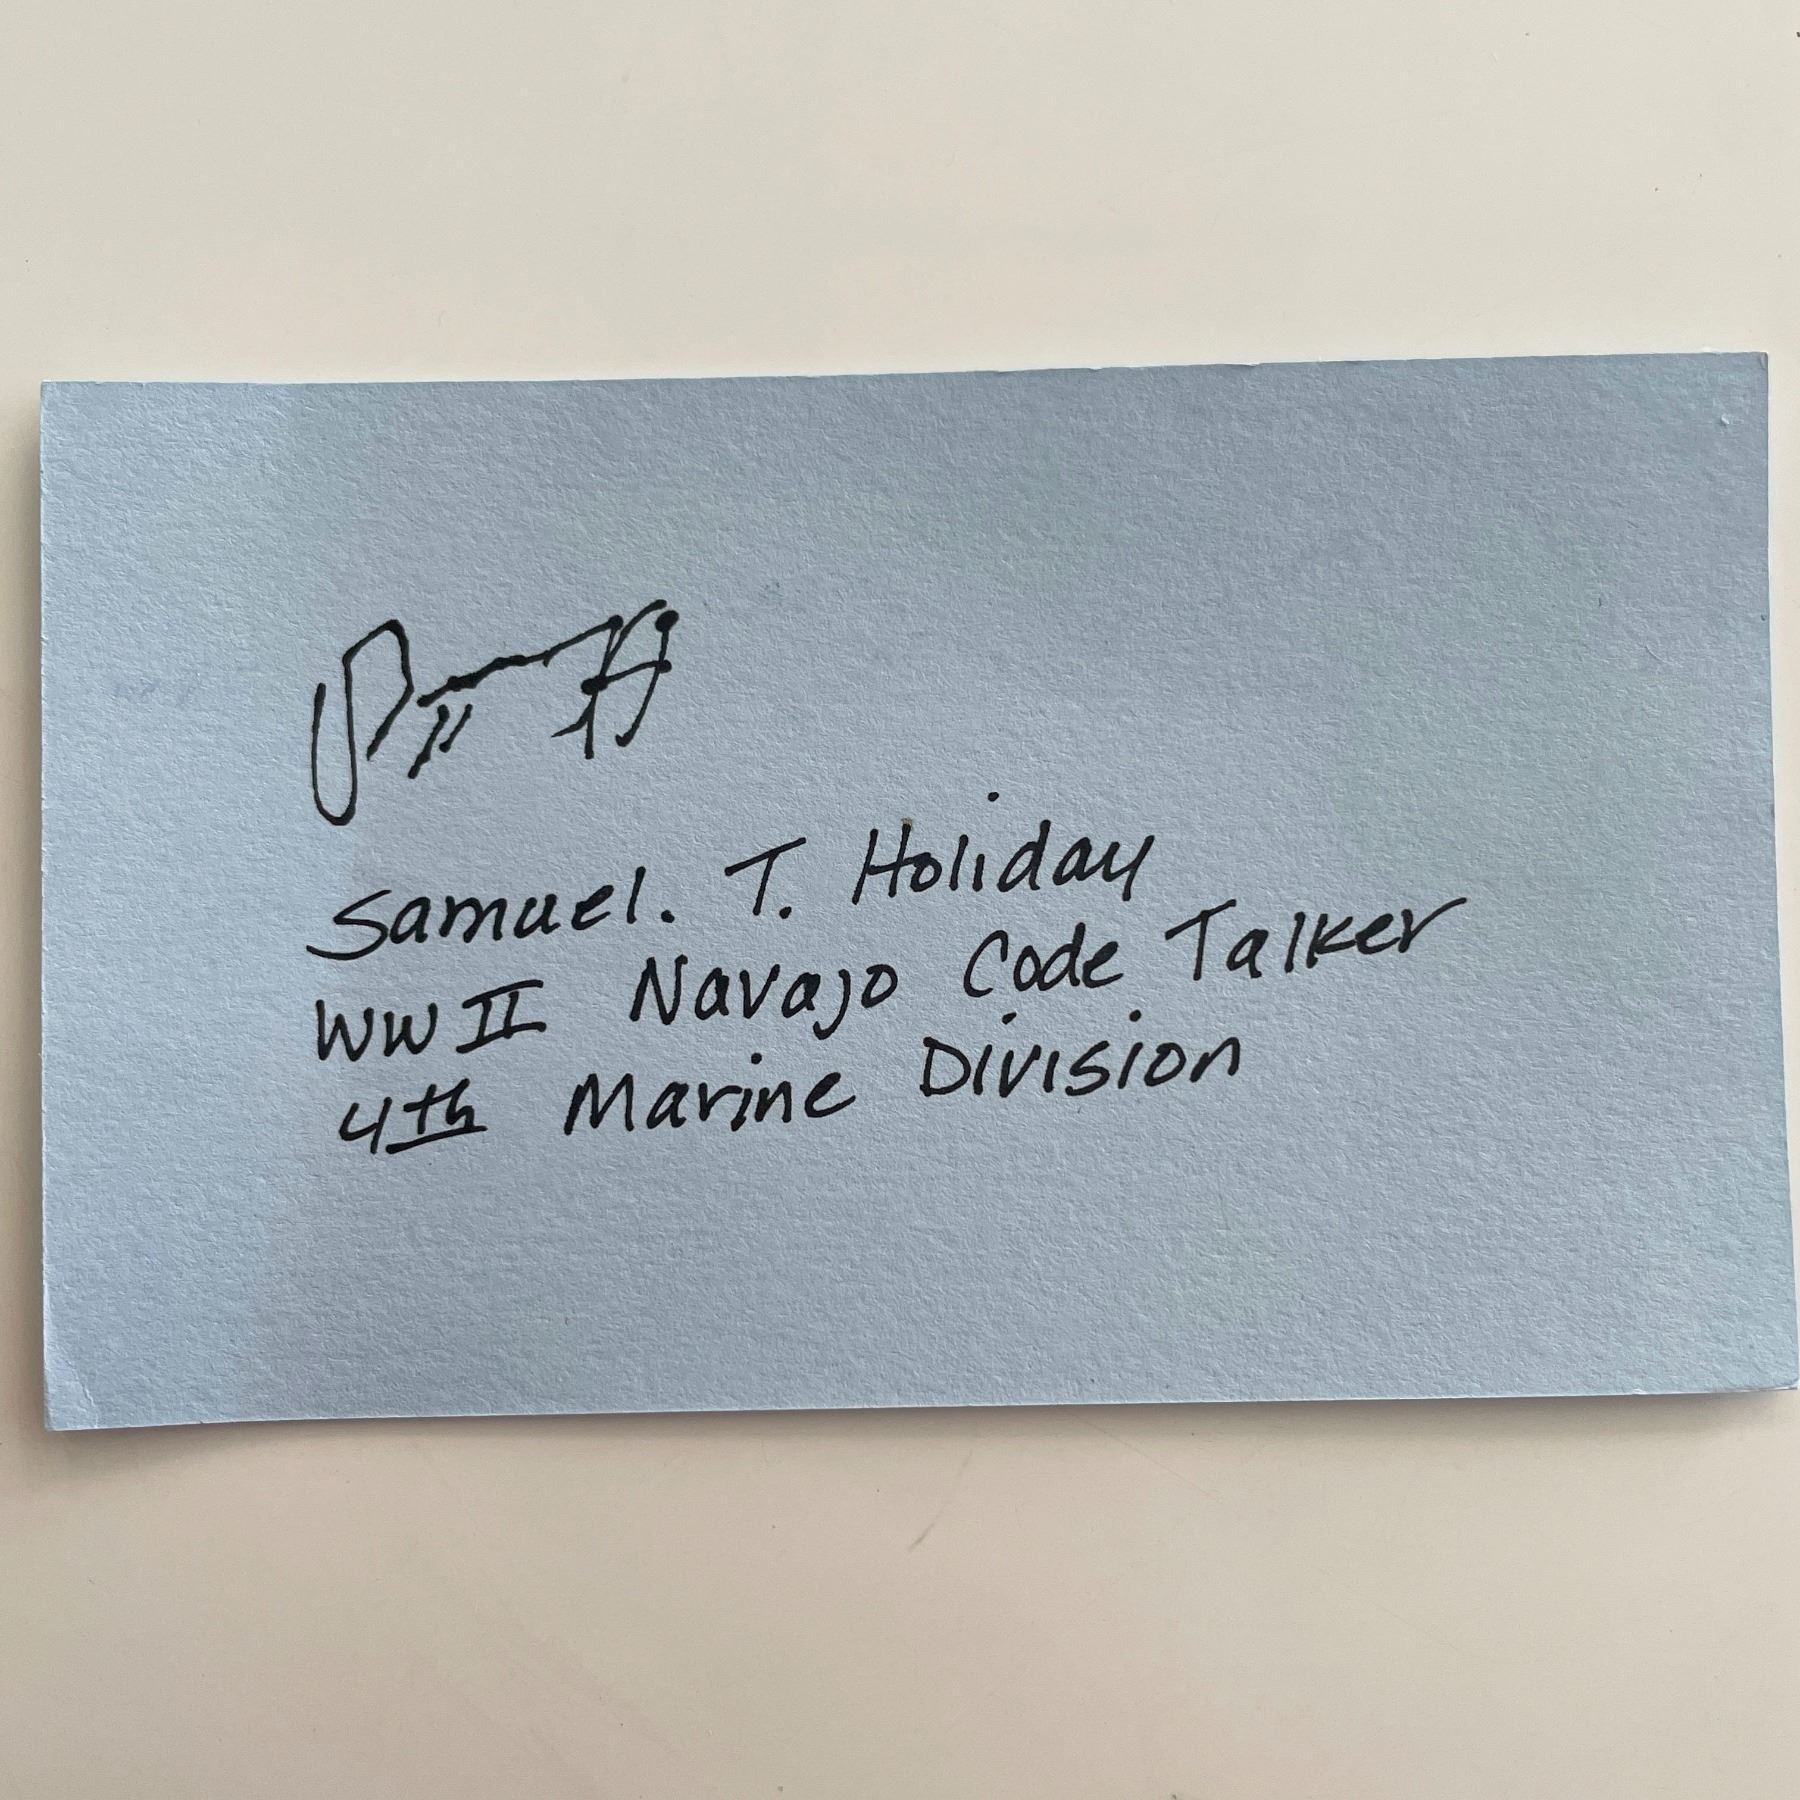 Samuel. T. Holiday
WW II Navajo Code Talker
4th Marine Division